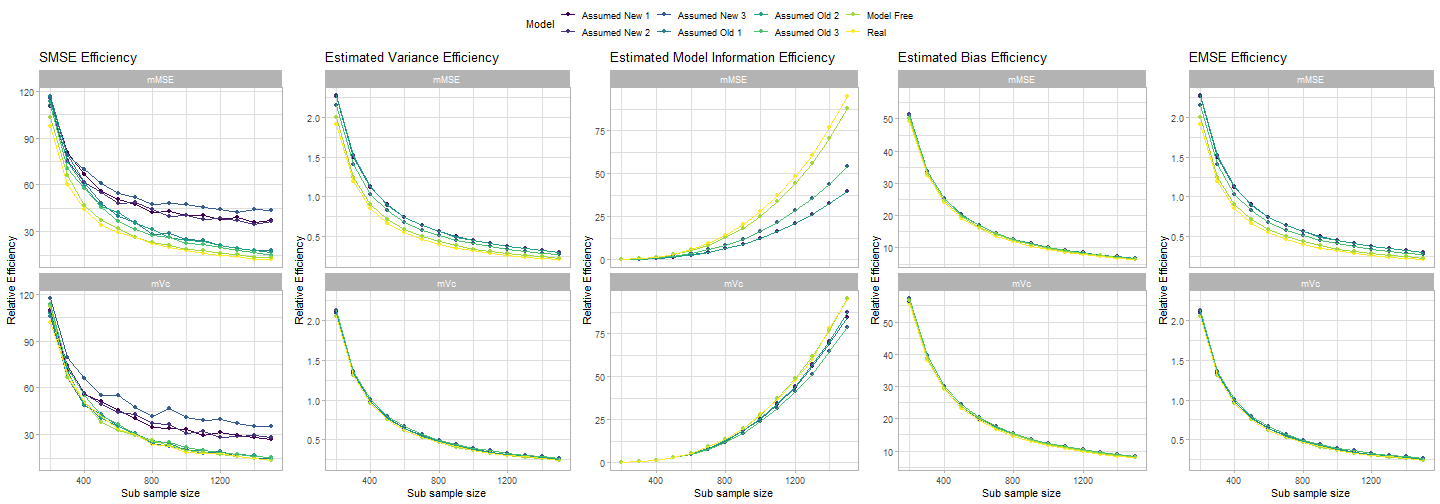 Model
Assumed New 1 Assumed New 3 Assumed Old 2 Model Free
Assumed New 2 Assumed Old 1 Assumed Old 3 Real
SMSE Efficiency
mMSE
120
90
60
30
mVc
120
90
60
30
Relative Efficiency
400 800 1200
Sub sample size
Estimated Variance Efficiency
mMSE
2.0
1.5
1.0
0.5
mVc
2.0
1.5
1.0
0.5
Relative Efficiency
400 800 1200
Sub sample size
Estimated Model Information Efficiency
mMSE
75
50
25
0
mVc
75
50
25
0
Relative Efficiency
400 800 1200
Sub sample size
Estimated Bias Efficiency
mMSE
50
40
30
20
10
mVc
50
40
30
20
10
Relative Efficiency
400 800 1200
Sub sample size
EMSE Efficiency
mMSE
2.0
1.5
1.0
0.5
mVc
2.0
1.5
1.0
0.5
Relative Efficiency
400 800 1200
Sub sample size